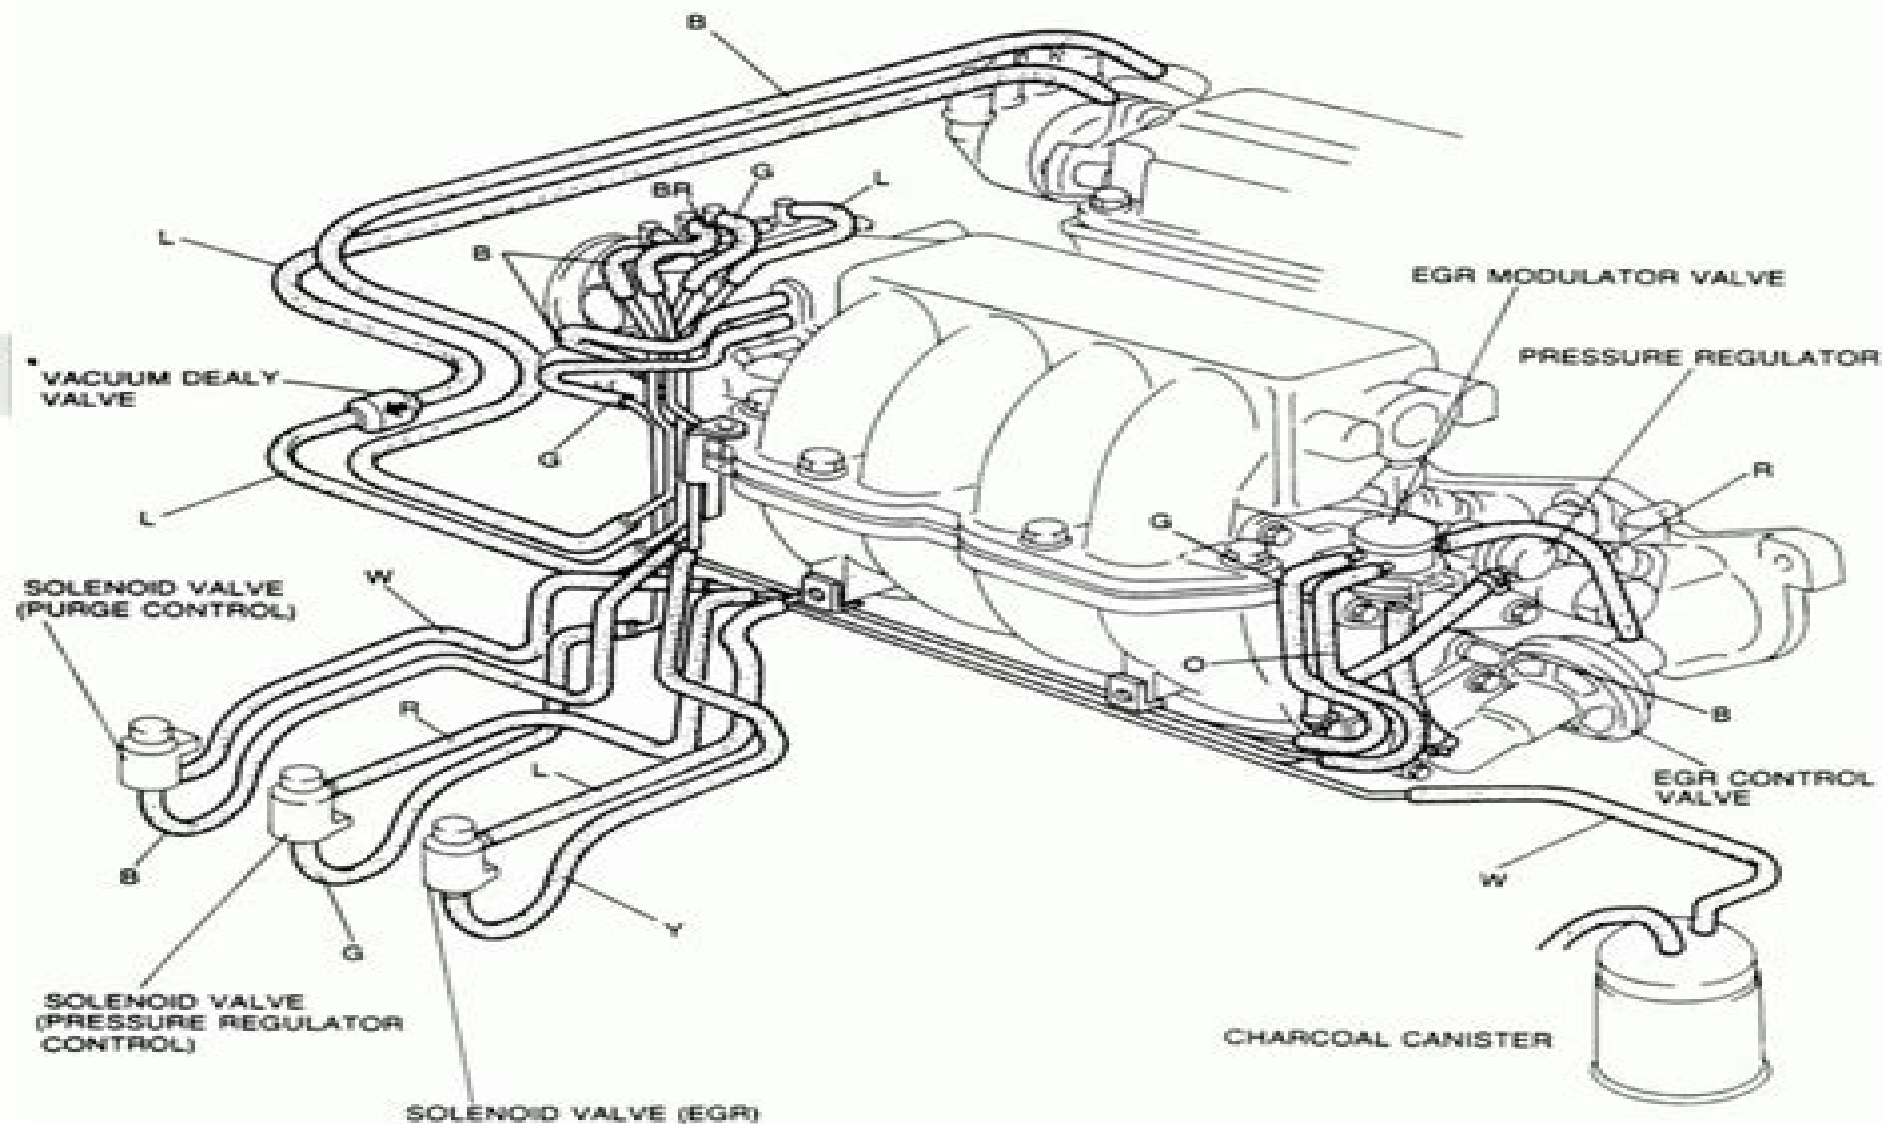 B
G
BR
L
L
B
EGR MODULATOR VALVE
PRESSURE REGULATOR
*VACUUM DEALY
VALVE
G
R
L
G
W
SOLENOID VALVE
(PURGE CONTROL)
O
R
B
L
EGR CONTROL
VALVE
B
W
Y
G
SOLENOID VALVE
(PRESSURE REGULATOR
CONTROL)
CHARCOAL CANISTER
SOLENOID VALVE (EGR)